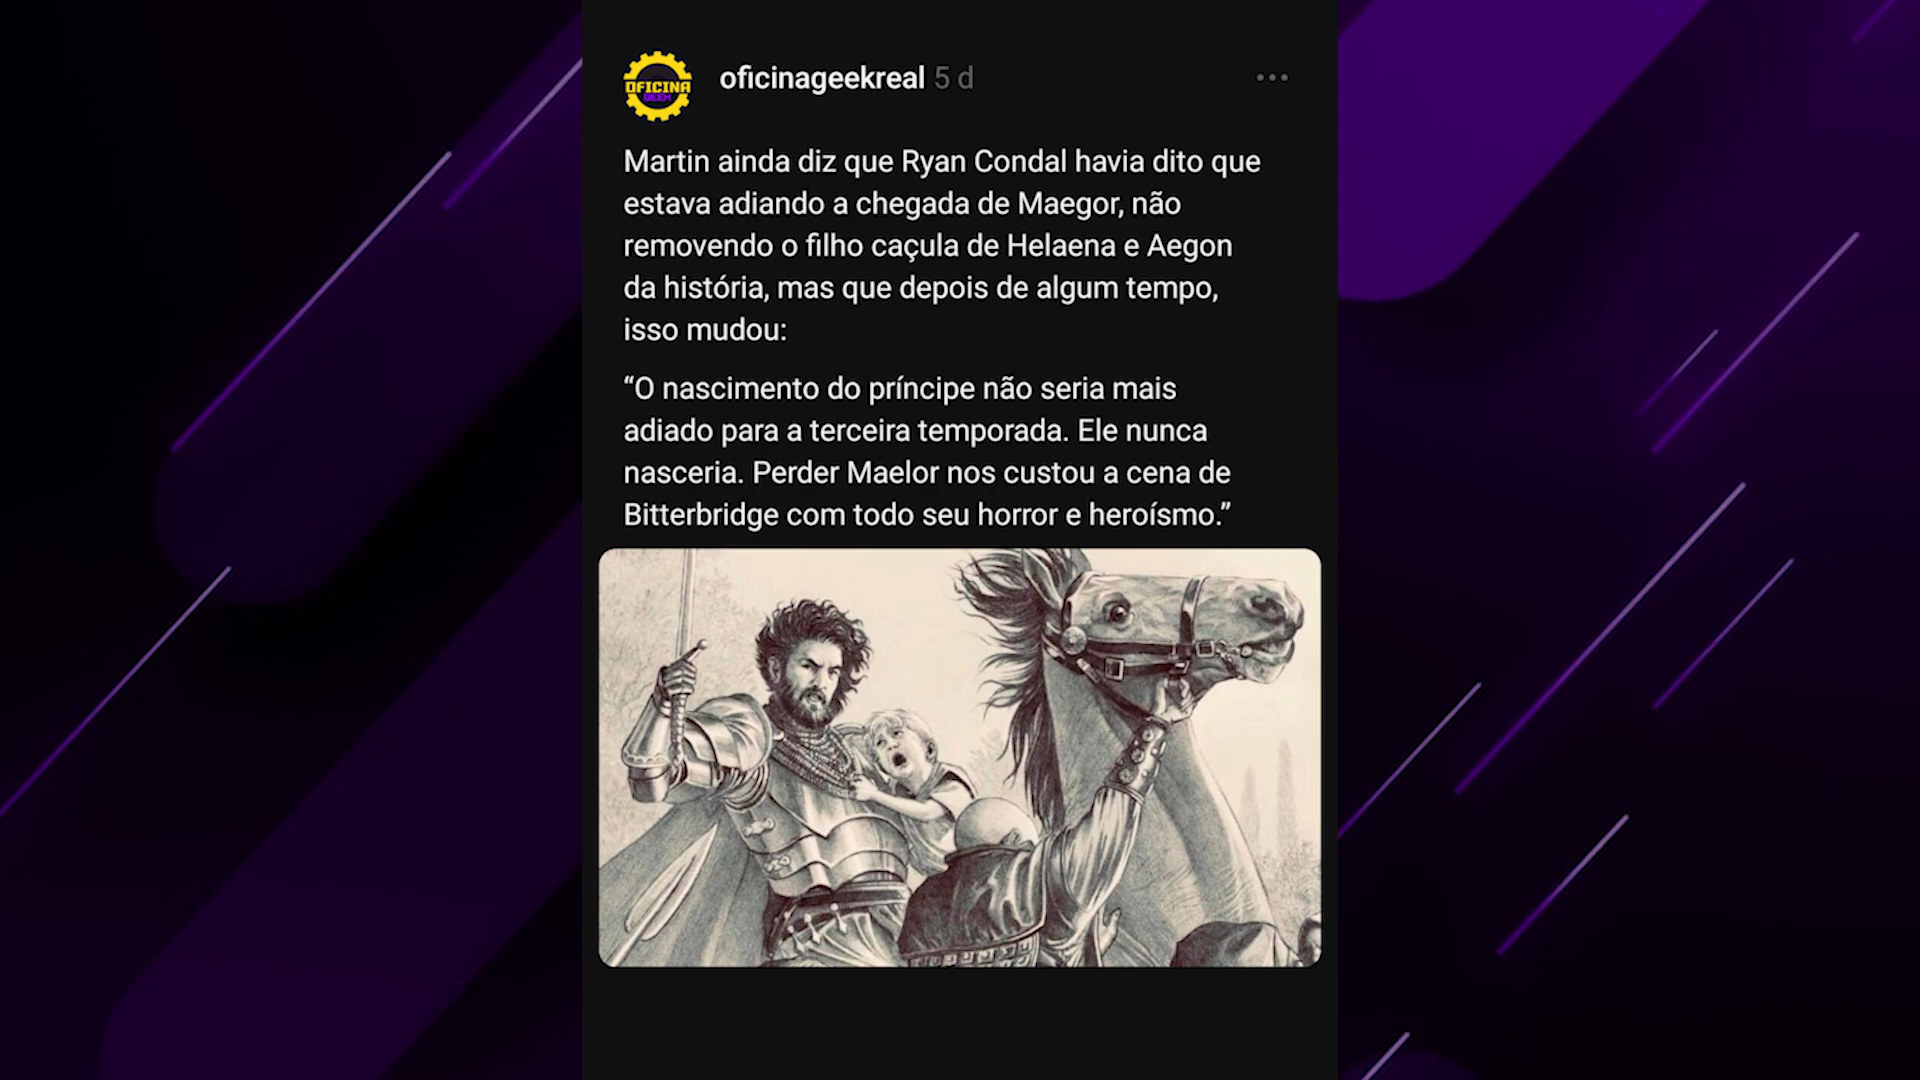 OFICINA
GEEK
oficinageekreal 5 d
Martin ainda diz que Ryan Condal havia dito que
estava adiando a chegada de Maegor, não
removendo o filho caçula de Helaena e Aegon
da história, mas que depois de algum tempo,
isso mudou:
“O nascimento do príncipe não seria mais
adiado para a terceira temporada. Ele nunca
nasceria. Perder Maelor nos custou a cena de
Bitterbridge com todo seu horror e heroísmo.”